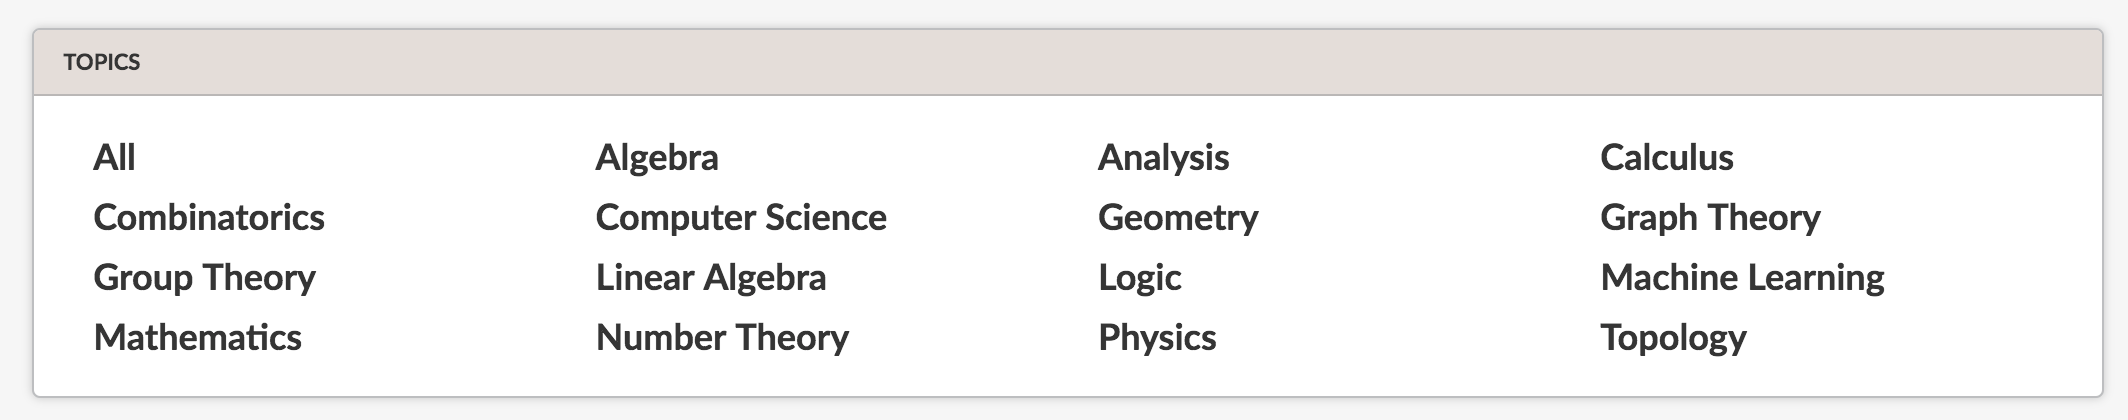 TOPICS
All Algebra Analysis Calculus
Combinatorics Computer Science Geometry Graph Theory
Group Theory Linear Algebra Logic Machine Learning
Mathematics Number Theory Physics Topology